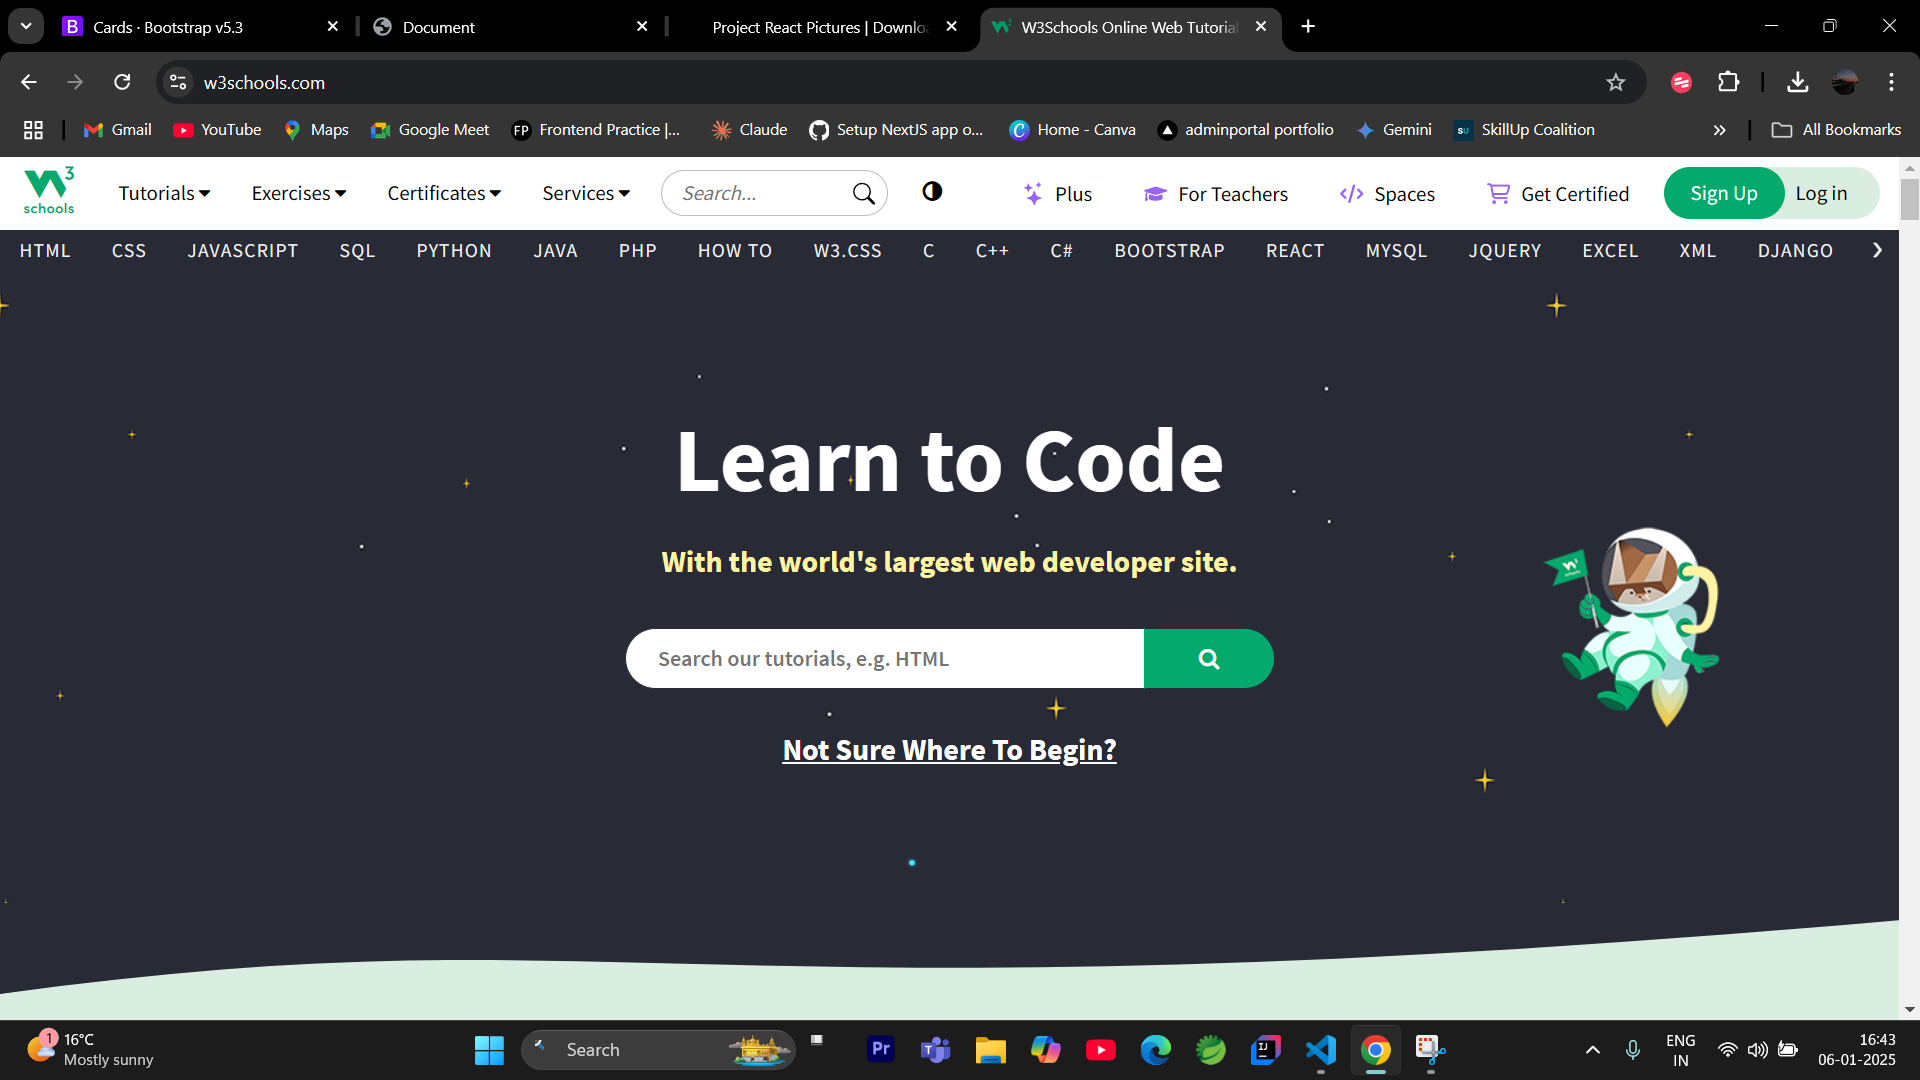 Cards · Bootstrap v5.3
Document
Project React Pictures | Downlo
W3Schools Online Web Tutorial
w3schools.com
Gmail
YouTube
Maps
Google Meet
FP
Frontend Practice |...
Claude
Setup NextJS app o...
Home - Canva
adminportal portfolio
Gemini
SU
SkillUp Coalition
All Bookmarks
W3 schools
Tutorials
Exercises
Certificates
Services
Search...
Plus
For Teachers
Spaces
Get Certified
Sign Up
Log in
HTML
CSS
JAVASCRIPT
SQL
PYTHON
JAVA
PHP
HOW TO
W3.CSS
C
C++
C#
BOOTSTRAP
REACT
MYSQL
JQUERY
EXCEL
XML
DJANGO
Learn to Code
With the world's largest web developer site.
Search our tutorials, e.g. HTML
Not Sure Where To Begin?
1
16°C
Mostly sunny
Search
Pr
ENG
IN
16:43
06-01-2025